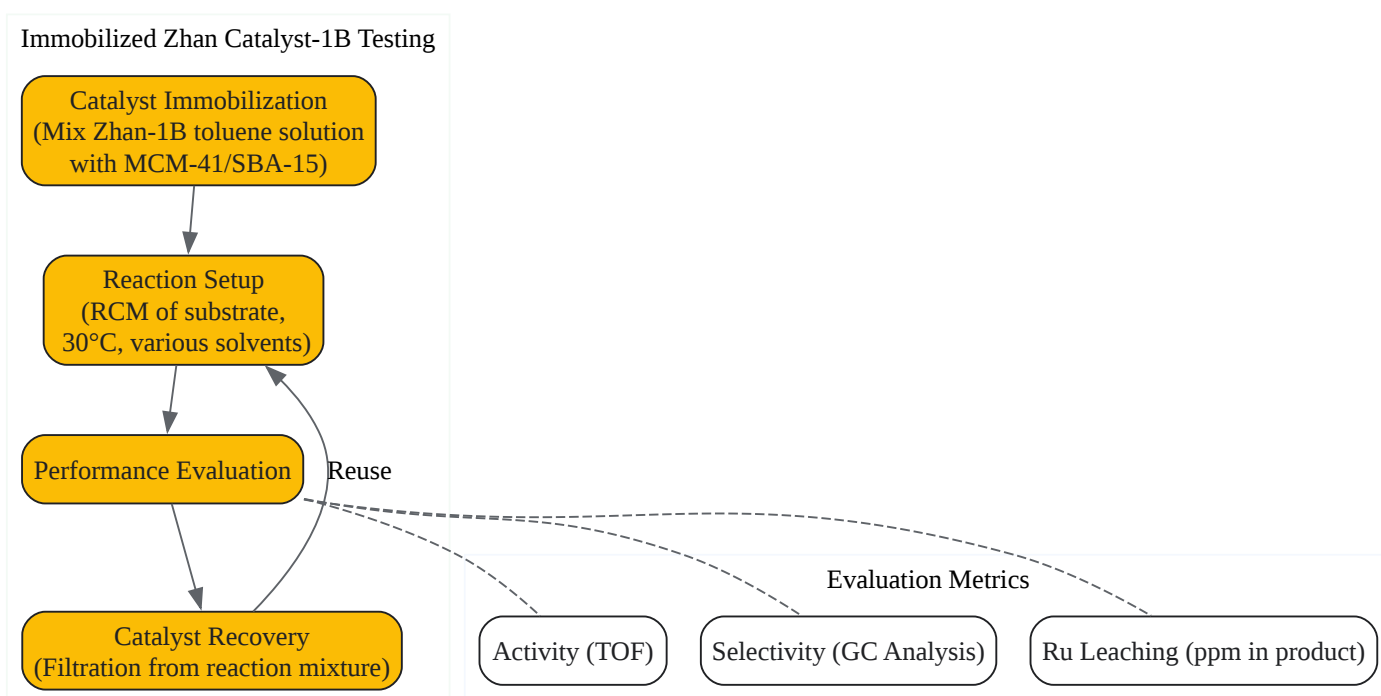 Immobilized Zhan Catalyst-1B Testing
Catalyst Immobilization
(Mix Zhan-1B toluene solution
with MCM-41/SBA-15)
Reaction Setup
(RCM of substrate,
30°C, various solvents)
Performance Evaluation
Reuse
Catalyst Recovery
(Filtration from reaction mixture)
Evaluation Metrics
Activity (TOF)
Selectivity (GC Analysis)
Ru Leaching (ppm in product)